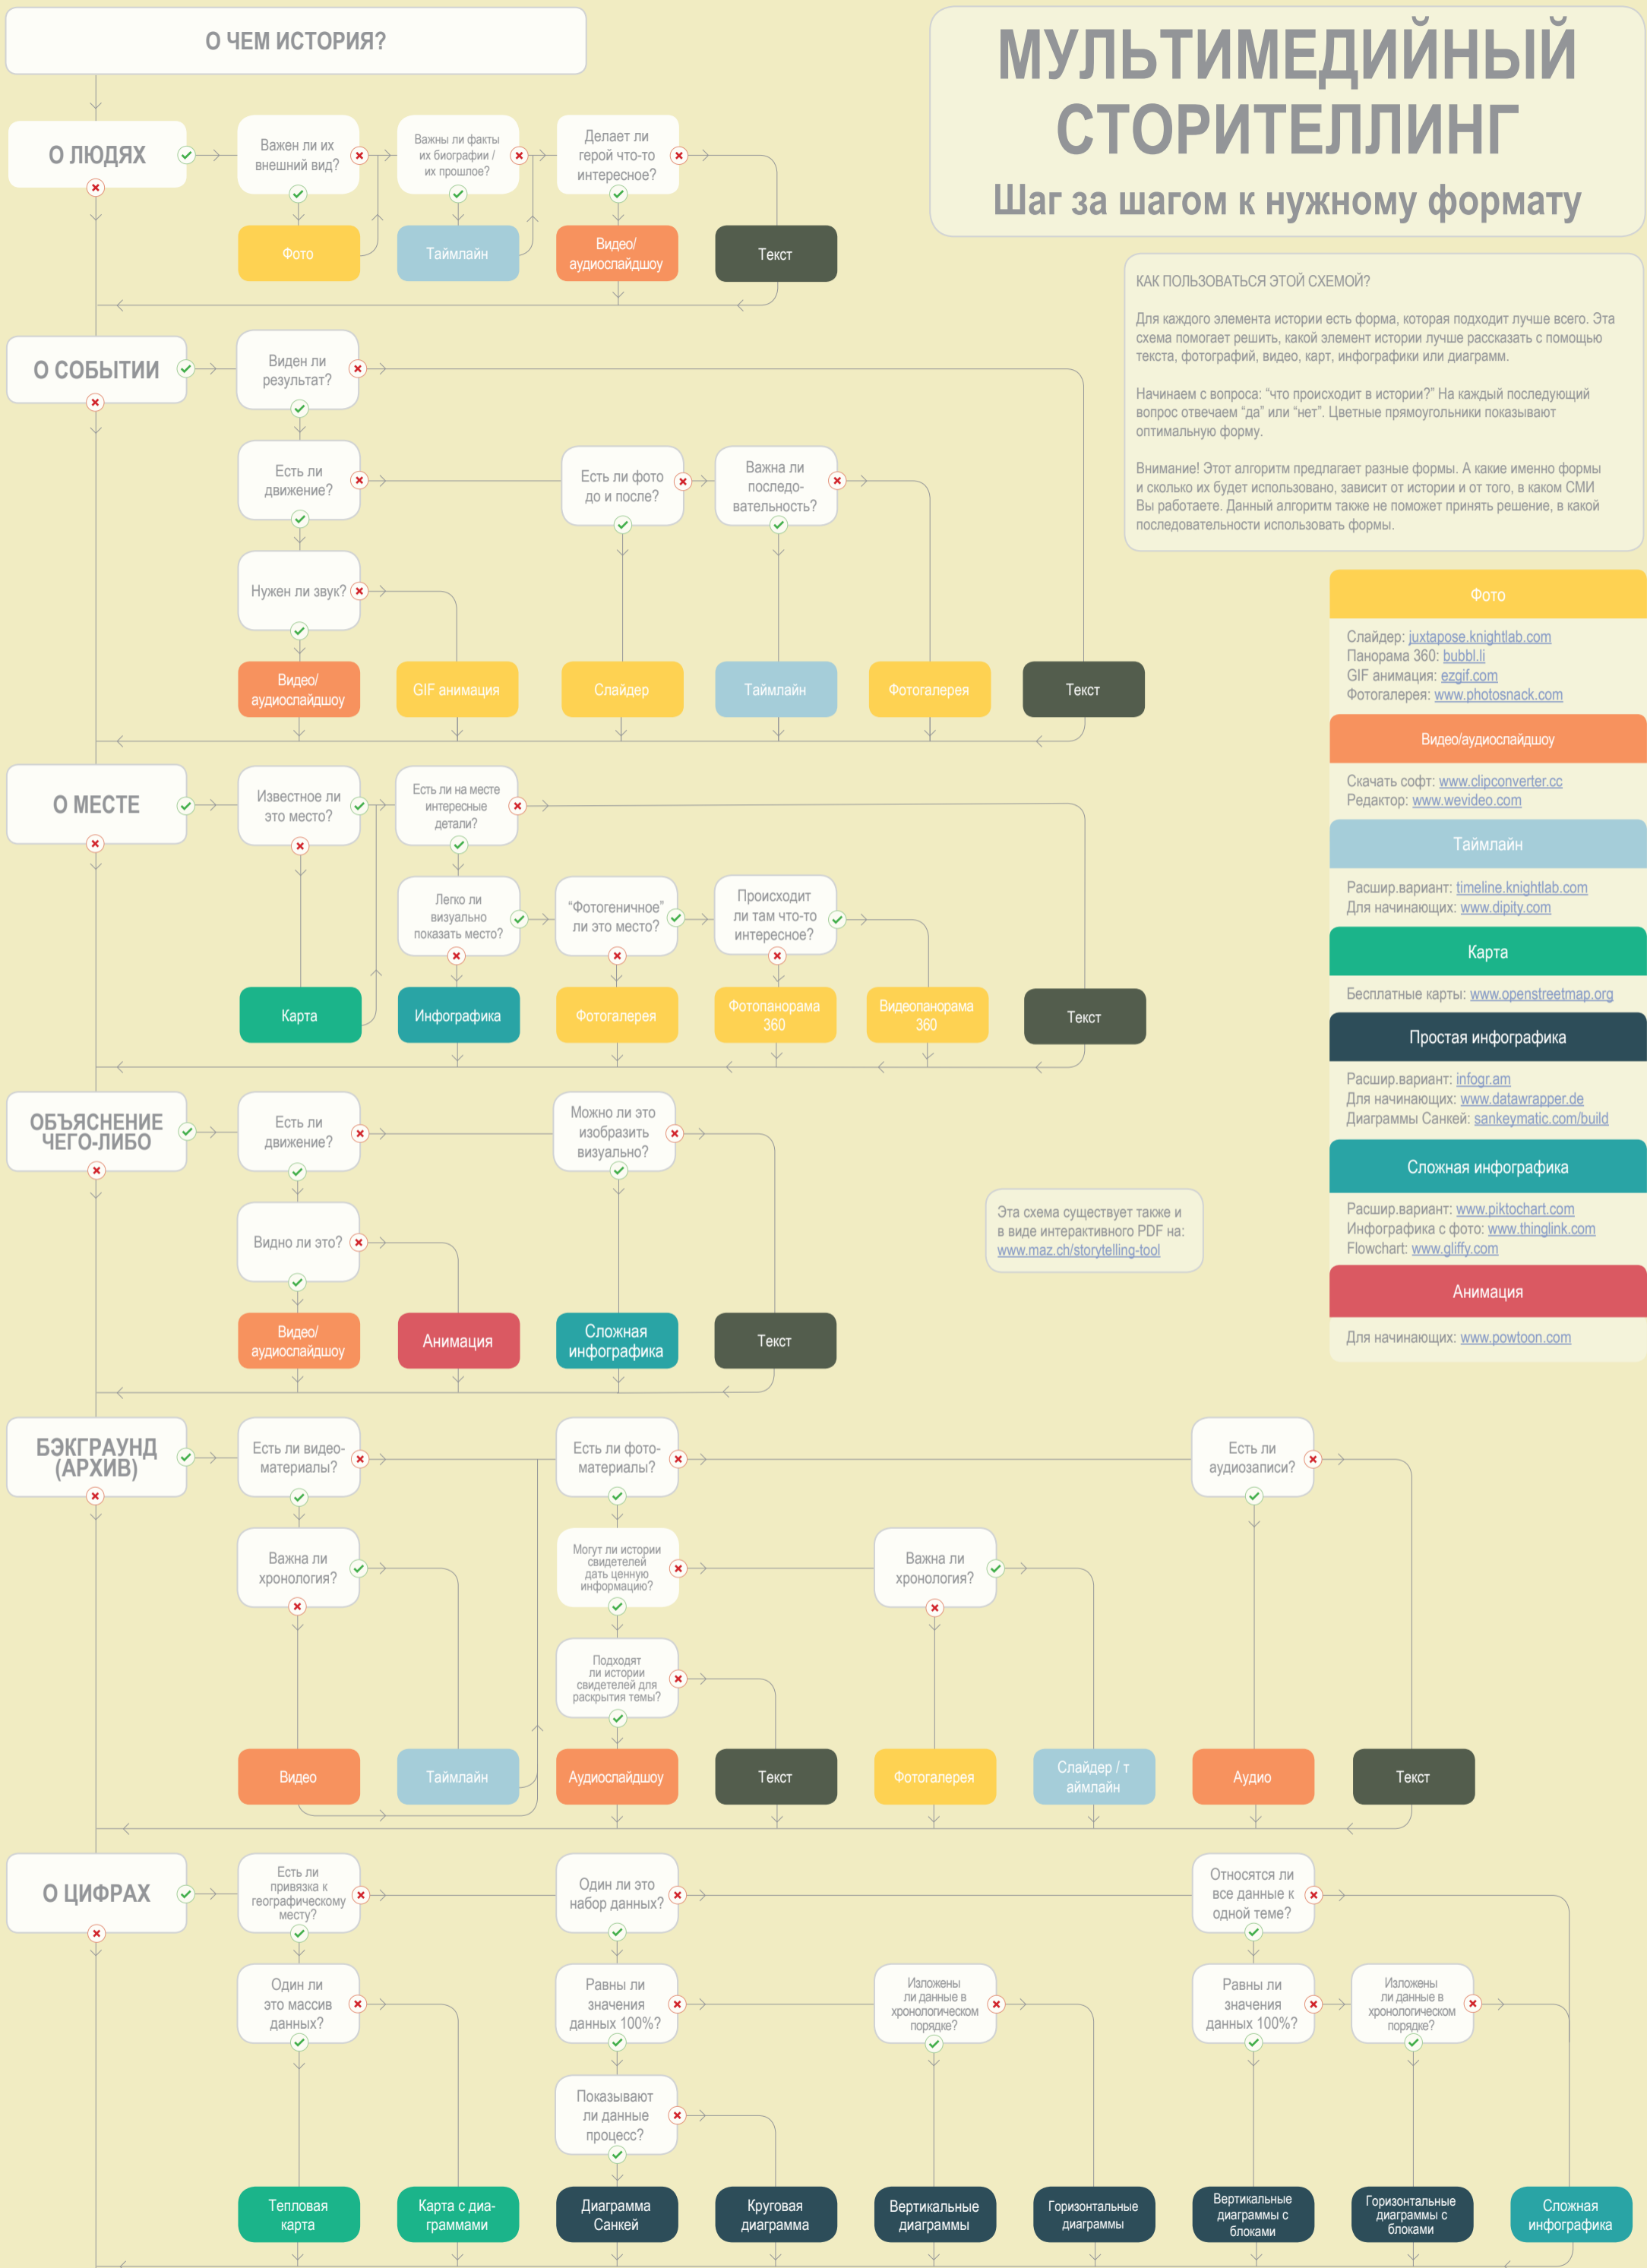 О ЧЕМ ИСТОРИЯ?
МУЛЬТИМЕДИЙНЫЙ
СТОРИТЕЛЛИНГ
Шаг за шагом к нужному формату
КАК ПОЛЬЗОВАТЬСЯ ЭТОЙ СХЕМОЙ?
Для каждого элемента истории есть форма, которая подходит лучше всего. Эта
схема помогает решить, какой элемент истории лучше рассказать с помощью
текста, фотографий, видео, карт, инфографики или диаграмм.
Начинаем с вопроса: “что происходит в истории?” На каждый последующий
вопрос отвечаем “да” или “нет”. Цветные прямоугольники показывают
оптимальную форму.
Внимание! Этот алгоритм предлагает разные формы. А какие именно формы
и сколько их будет использовано, зависит от истории и от того, в каком СМИ
Вы работаете. Данный алгоритм также не поможет принять решение, в какой
последовательности использовать формы.
О ЛЮДЯХ
Важен ли их
внешний вид?
Важны ли факты
их биографии /
их прошлое?
Делает ли
герой что-то
интересное?
Фото
Таймлайн
Видео/
аудиослайдшоу
Текст
О СОБЫТИИ
Виден ли
результат?
Есть ли
движение?
Есть ли фото
до и после?
Важна ли
последо-
вательность?
Нужен ли звук?
Видео/
аудиослайдшоу
GIF анимация
Слайдер
Таймлайн
Фотогалерея
Текст
О МЕСТЕ
Известное ли
это место?
Есть ли на месте
интересные
детали?
Легко ли
визуально
показать место?
“Фотогеничное”
ли это место?
Происходит
ли там что-то
интересное?
Карта
Инфографика
Фотогалерея
Фотопанорама
360
Видеопанорама
360
Текст
ОБЪЯСНЕНИЕ
ЧЕГО-ЛИБО
Есть ли
движение?
Можно ли это
изобразить
визуально?
Видно ли это?
Видео/
аудиослайдшоу
Анимация
Сложная
инфографика
Текст
Эта схема существует также и
в виде интерактивного PDF на:
www.maz.ch/storytelling-tool
Фото
Слайдер: juxtapose.knightlab.com
Панорама 360: bubbl.li
GIF анимация: ezgif.com
Фотогалерея: www.photosnack.com
Видео/аудиослайдшоу
Скачать софт: www.clipconverter.cc
Редактор: www.wevideo.com
Таймлайн
Расшир.вариант: timeline.knightlab.com
Для начинающих: www.dipity.com
Карта
Бесплатные карты: www.openstreetmap.org
Простая инфографика
Расшир.вариант: infogr.am
Для начинающих: www.datawrapper.de
Диаграммы Санкей: sankeymatic.com/build
Сложная инфографика
Расшир.вариант: www.piktochart.com
Инфографика с фото: www.thinglink.com
Flowchart: www.gliffy.com
Анимация
Для начинающих: www.powtoon.com
БЭКГРАУНД
(АРХИВ)
Есть ли видео-
материалы?
Есть ли фото-
материалы?
Есть ли
аудиозаписи?
Важна ли
хронология?
Могут ли истории
свидетелей
дать ценную
информацию?
Важна ли
хронология?
Подходят
ли истории
свидетелей для
раскрытия темы?
Видео
Таймлайн
Аудиослайдшоу
Текст
Фотогалерея
Слайдер / т
аймлайн
Аудио
Текст
О ЦИФРАХ
Есть ли
привязка к
географическому
месту?
Один ли это
набор данных?
Относятся ли
все данные к
одной теме?
Один ли
это массив
данных?
Равны ли
значения
данных 100%?
Изложены
ли данные в
хронологическом
порядке?
Равны ли
значения
данных 100%?
Изложены
ли данные в
хронологическом
порядке?
Показывают
ли данные
процесс?
Тепловая
карта
Карта с диа-
граммами
Диаграмма
Санкей
Круговая
диаграмма
Вертикальные
диаграммы
Горизонтальные
диаграммы
Вертикальные
диаграммы с
блоками
Горизонтальные
диаграммы с
блоками
Сложная
инфографика